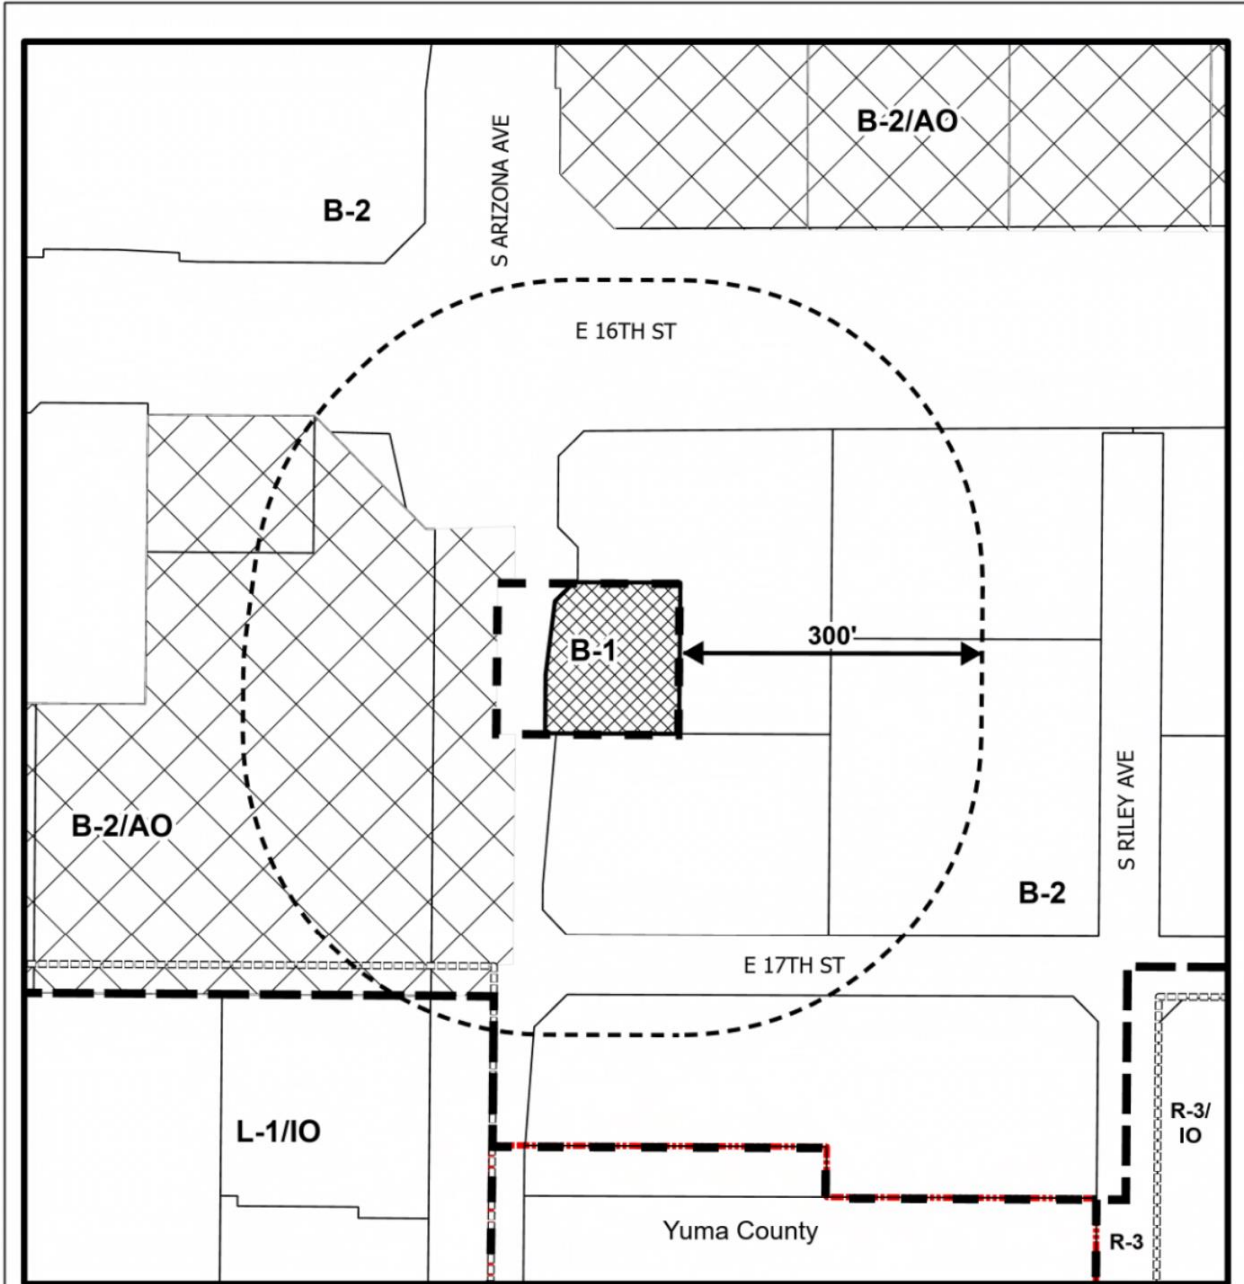 B-2/AO
S ARIZONA AVE
B-2
E 16TH ST
300'
B-1
S RILEY AVE
B-2/AO
B-2
E 17TH ST
R-3/
IO
L-1/IO
Yuma County
R-3